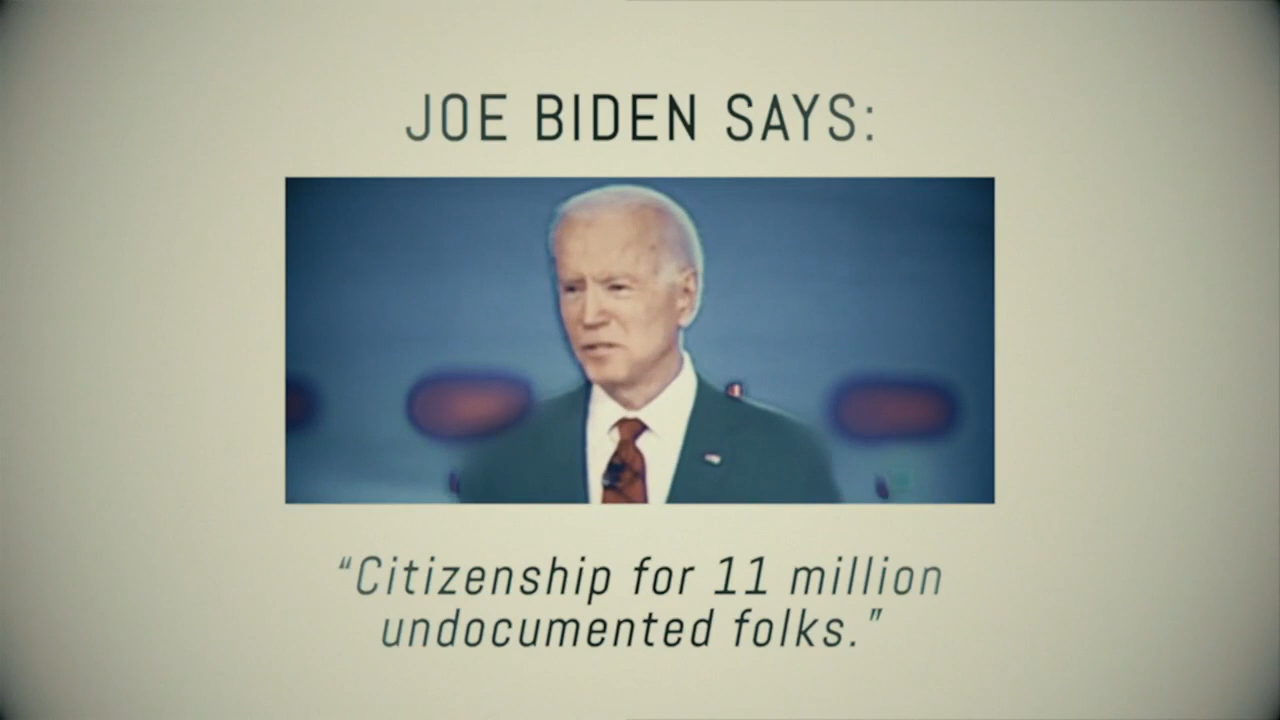 JOE BIDEN SAYS:
“Citizenship for 11 million
undocumented folks.”